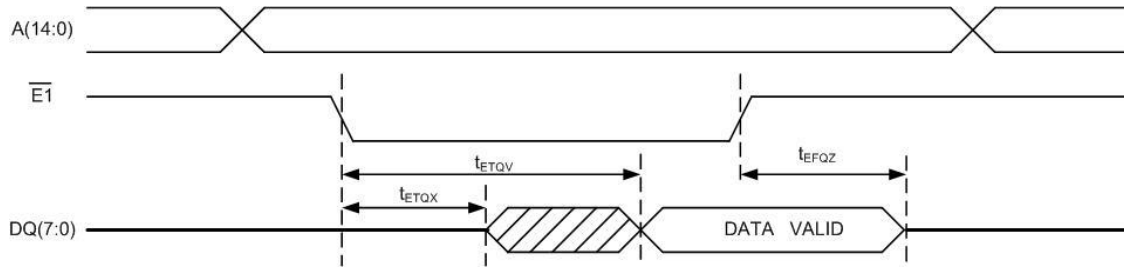 A(14:0)
E1
tETQV
tEFQZ
tETQX
DQ(7:0)
DATA VALID